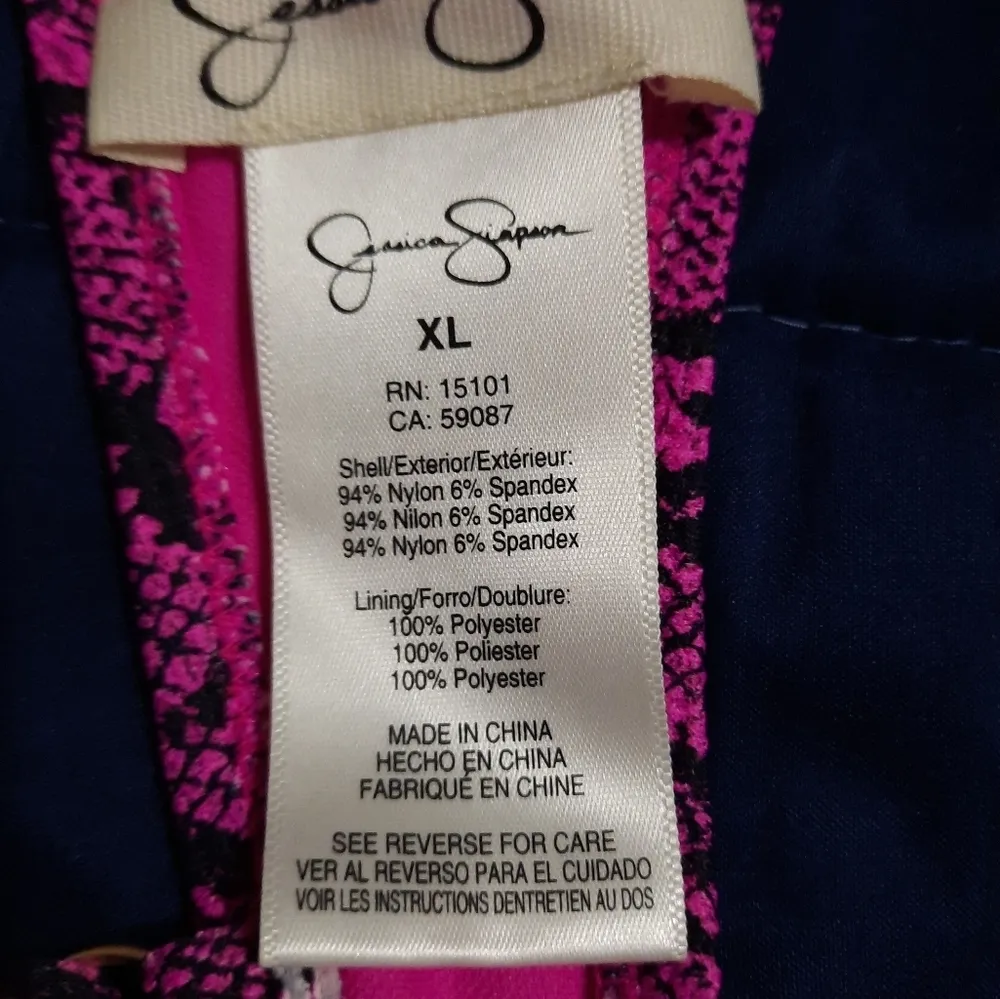 Jessica Simpson
XL
RN: 15101
CA: 59087
Shell/Exterior/Extérieur:
94% Nylon 6% Spandex
94% Nilon 6% Spandex
94% Nylon 6% Spandex
Lining/Forro/Doublure:
100% Polyester
100% Poliester
100% Polyester
MADE IN CHINA
HECHO EN CHINA
FABRIQUÉ EN CHINE
SEE REVERSE FOR CARE
VER AL REVERSO PARA EL CUIDADO
VOIR LES INSTRUCTIONS DENTRETIEN AU DOS